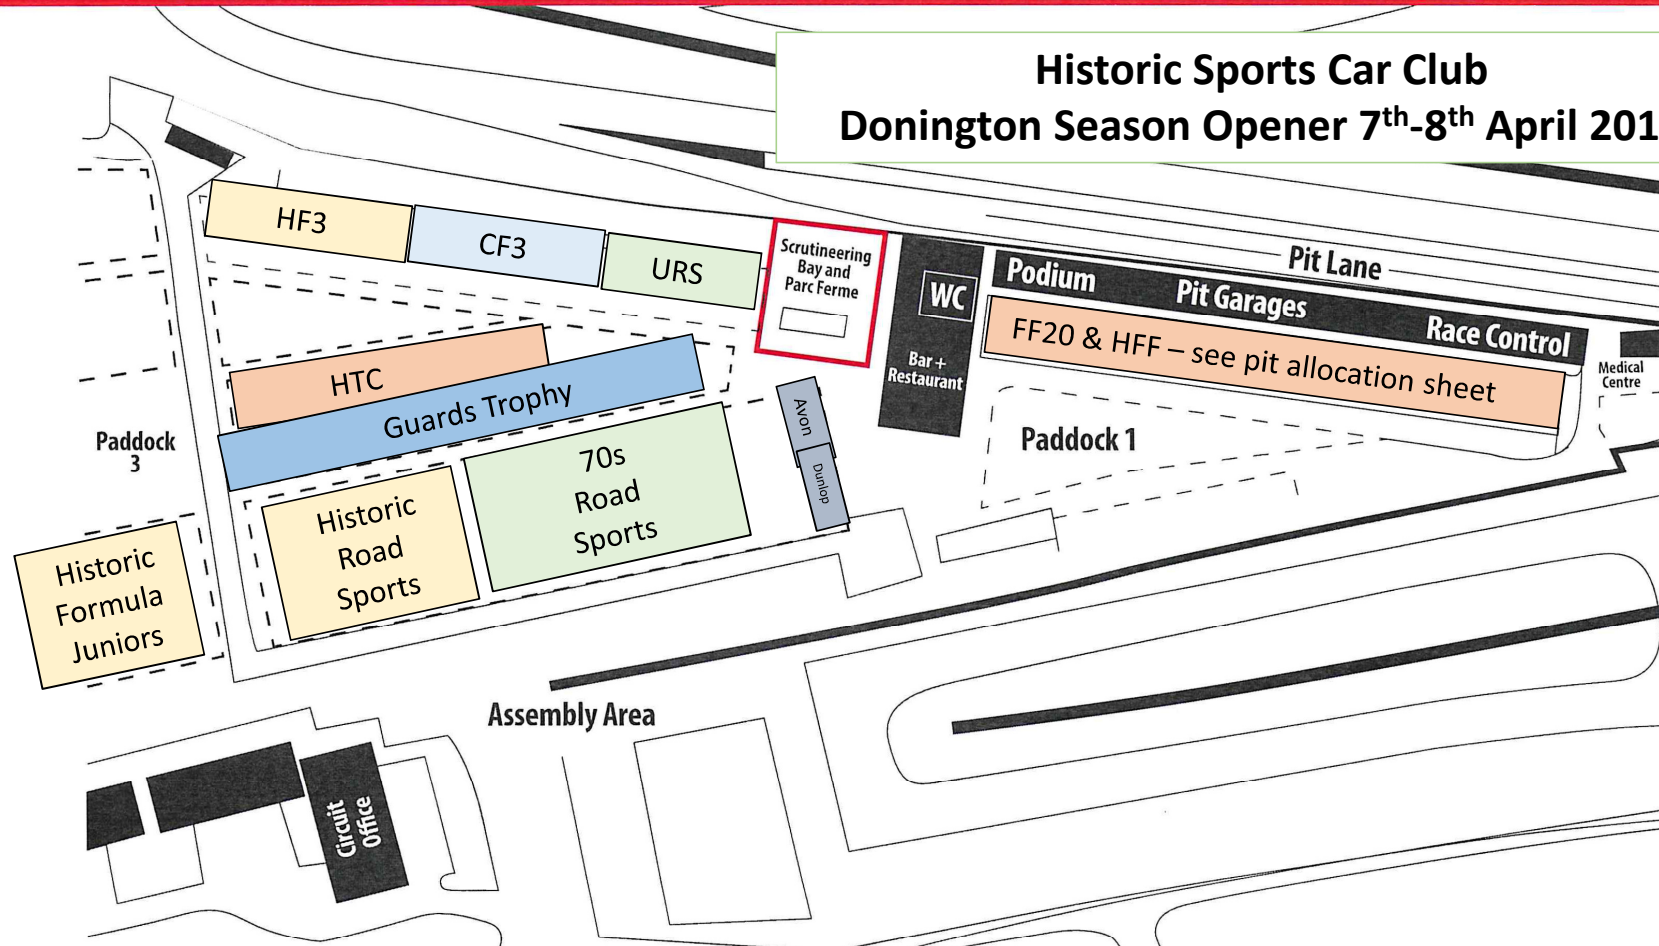 Historic Sports Car Club
Donington Season Opener 7th-8th April 201
HF3
CF3
URS
Scrutineering
Bay and
Parc Ferme
WC
Bar +
Restaurant
Pit Lane
Podium
Pit Garages
Race Control
FF20 & HFF – see pit allocation sheet
Medical
Centre
HTC
Guards Trophy
Avon
Dunlop
Paddock 1
Paddock
3
70s
Road
Sports
Historic
Road
Sports
Historic
Formula
Juniors
Assembly Area
Circuit
Office